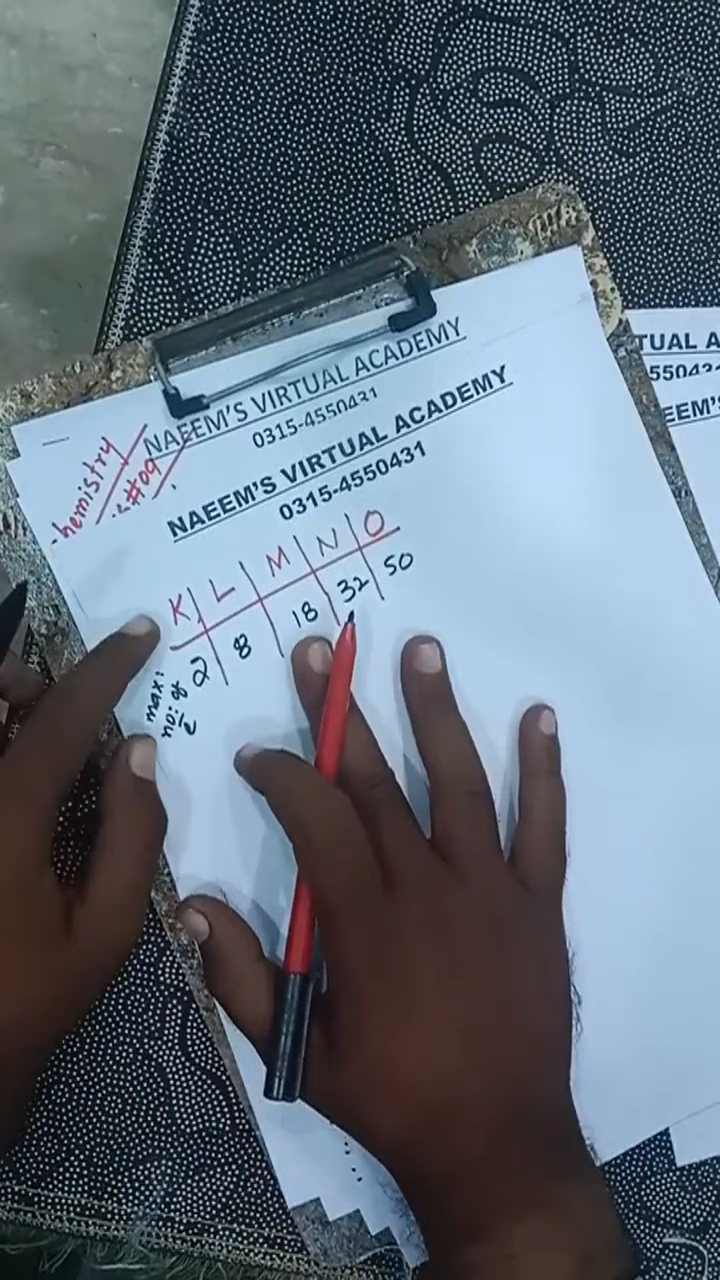 NAEEM'S VIRTUAL ACADEMY
0315-4550431
hemistry
#09
NAEEM'S VIRTUAL ACADEMY
0315-4550431
K L M N O
max: no: of e 2 8 18 32 50
TUAL A
EEM'S